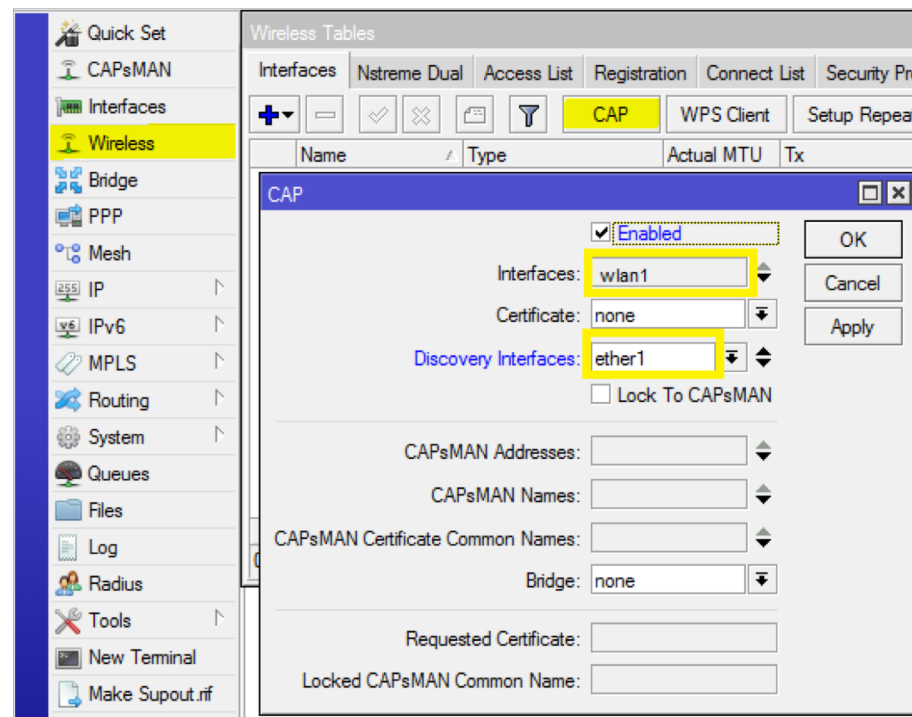 Quick Set
CAPsMAN
Interfaces
Wireless
Bridge
PPP
Mesh
255 IP
v6 IPv6
MPLS
Routing
System
Queues
Files
Log
Radius
Tools
New Terminal
Make Supout.rif
Wireless Tables
Interfaces Nstreme Dual Access List Registration Connect List Security Pr
CAP WPS Client Setup Repea
Name Type Actual MTU Tx
CAP
Enabled OK
Interfaces: wlan1 Cancel
Certificate: none Apply
Discovery Interfaces: ether1
Lock To CAPsMAN
CAPsMAN Addresses:
CAPsMAN Names:
CAPsMAN Certificate Common Names:
Bridge: none
Requested Certificate:
Locked CAPsMAN Common Name: